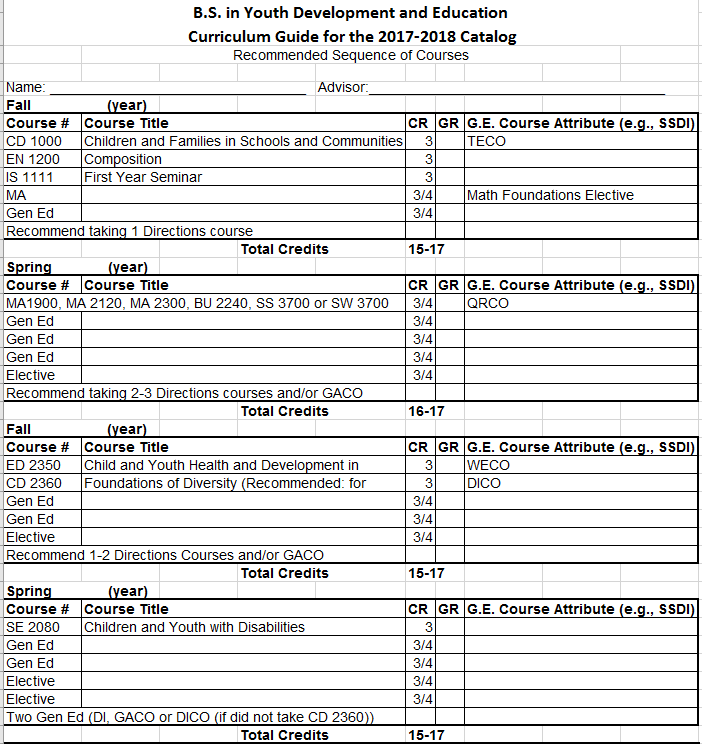 B.S. in Youth Development and Education
Curriculum Guide for the 2017-2018 Catalog
Recommended Sequence of Courses
Name: Advisor:
Fall (year)
Course # Course Title CR GR G.E. Course Attribute (e.g., SSDI)
CD 1000 Children and Families in Schools and Communities 3 TECO
EN 1200 Composition 3
IS 1111 First Year Seminar 3
MA 3/4 Math Foundations Elective
Gen Ed 3/4
Recommend taking 1 Directions course
Total Credits 15-17
Spring (year)
Course # Course Title CR GR G.E. Course Attribute (e.g., SSDI)
MA1900, MA 2120, MA 2300, BU 2240, SS 3700 or SW 3700 3/4 QRCO
Gen Ed 3/4
Gen Ed 3/4
Gen Ed 3/4
Elective 3/4
Recommend taking 2-3 Directions courses and/or GACO
Total Credits 16-17
Fall (year)
Course # Course Title CR GR G.E. Course Attribute (e.g., SSDI)
ED 2350 Child and Youth Health and Development in 3 WECO
CD 2360 Foundations of Diversity (Recommended: for 3 DICO
Gen Ed 3/4
Gen Ed 3/4
Elective 3/4
Recommend 1-2 Directions Courses and/or GACO
Total Credits 15-17
Spring (year)
Course # Course Title CR GR G.E. Course Attribute (e.g., SSDI)
SE 2080 Children and Youth with Disabilities 3
Gen Ed 3/4
Gen Ed 3/4
Elective 3/4
Elective 3/4
Two Gen Ed (DI, GACO or DICO (if did not take CD 2360))
Total Credits 15-17